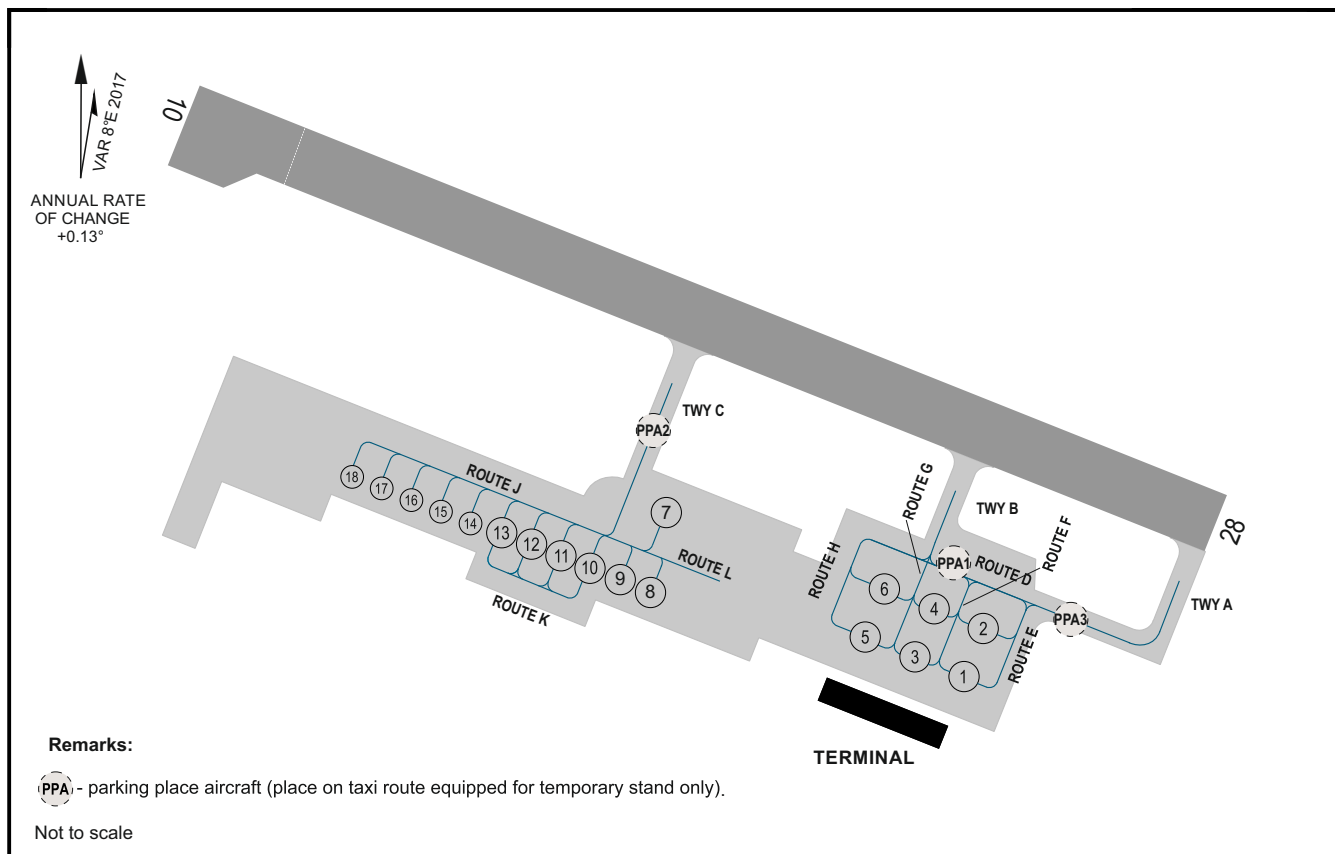 10
VAR 8°E 2017
ANNUAL RATE
OF CHANGE
+0.13°
TWY C
PPA2
ROUTE G
28
ROUTE J
18
17
16
15
14
13
12
11
10
9
8
7
TWY B
ROUTE F
ROUTE L
ROUTE H
PPA1
ROUTE D
6
4
2
5
3
1
ROUTE E
PPA3
TWY A
ROUTE K
TERMINAL
Remarks:
PPA - parking place aircraft (place on taxi route equipped for temporary stand only).
Not to scale